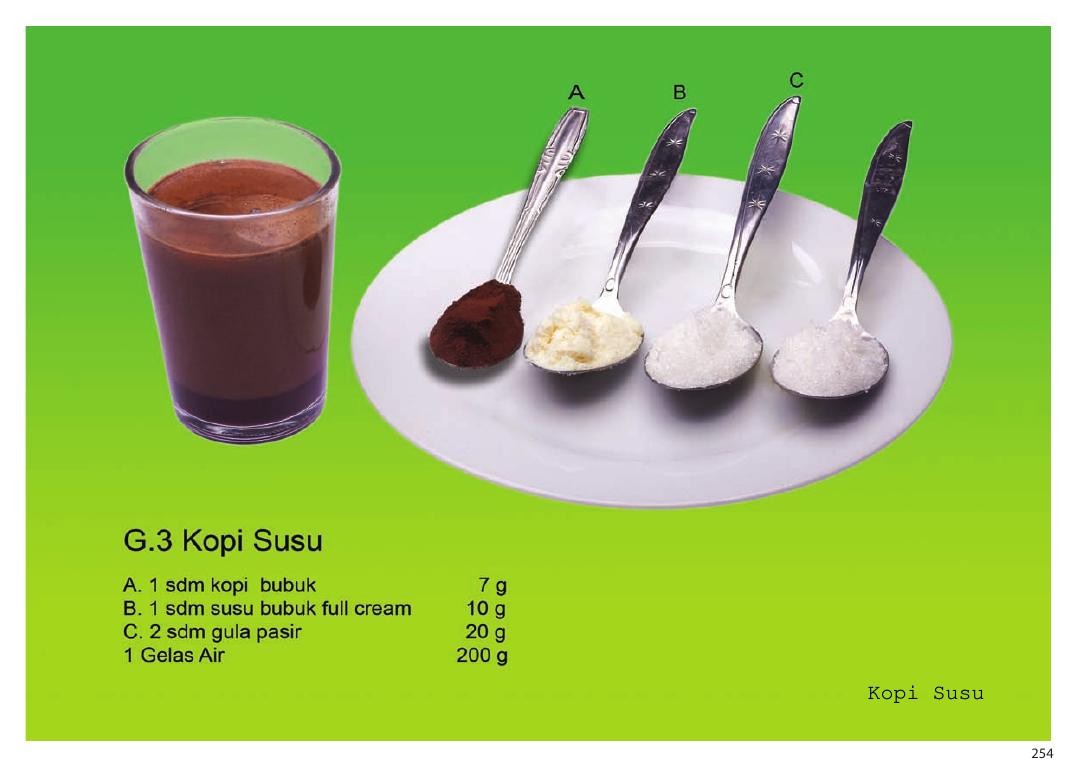 A
B
C
G.3 Kopi Susu
A. 1 sdm kopi bubuk 7 g
B. 1 sdm susu bubuk full cream 10 g
C. 2 sdm gula pasir 20 g
1 Gelas Air 200 g
Kopi Susu
254